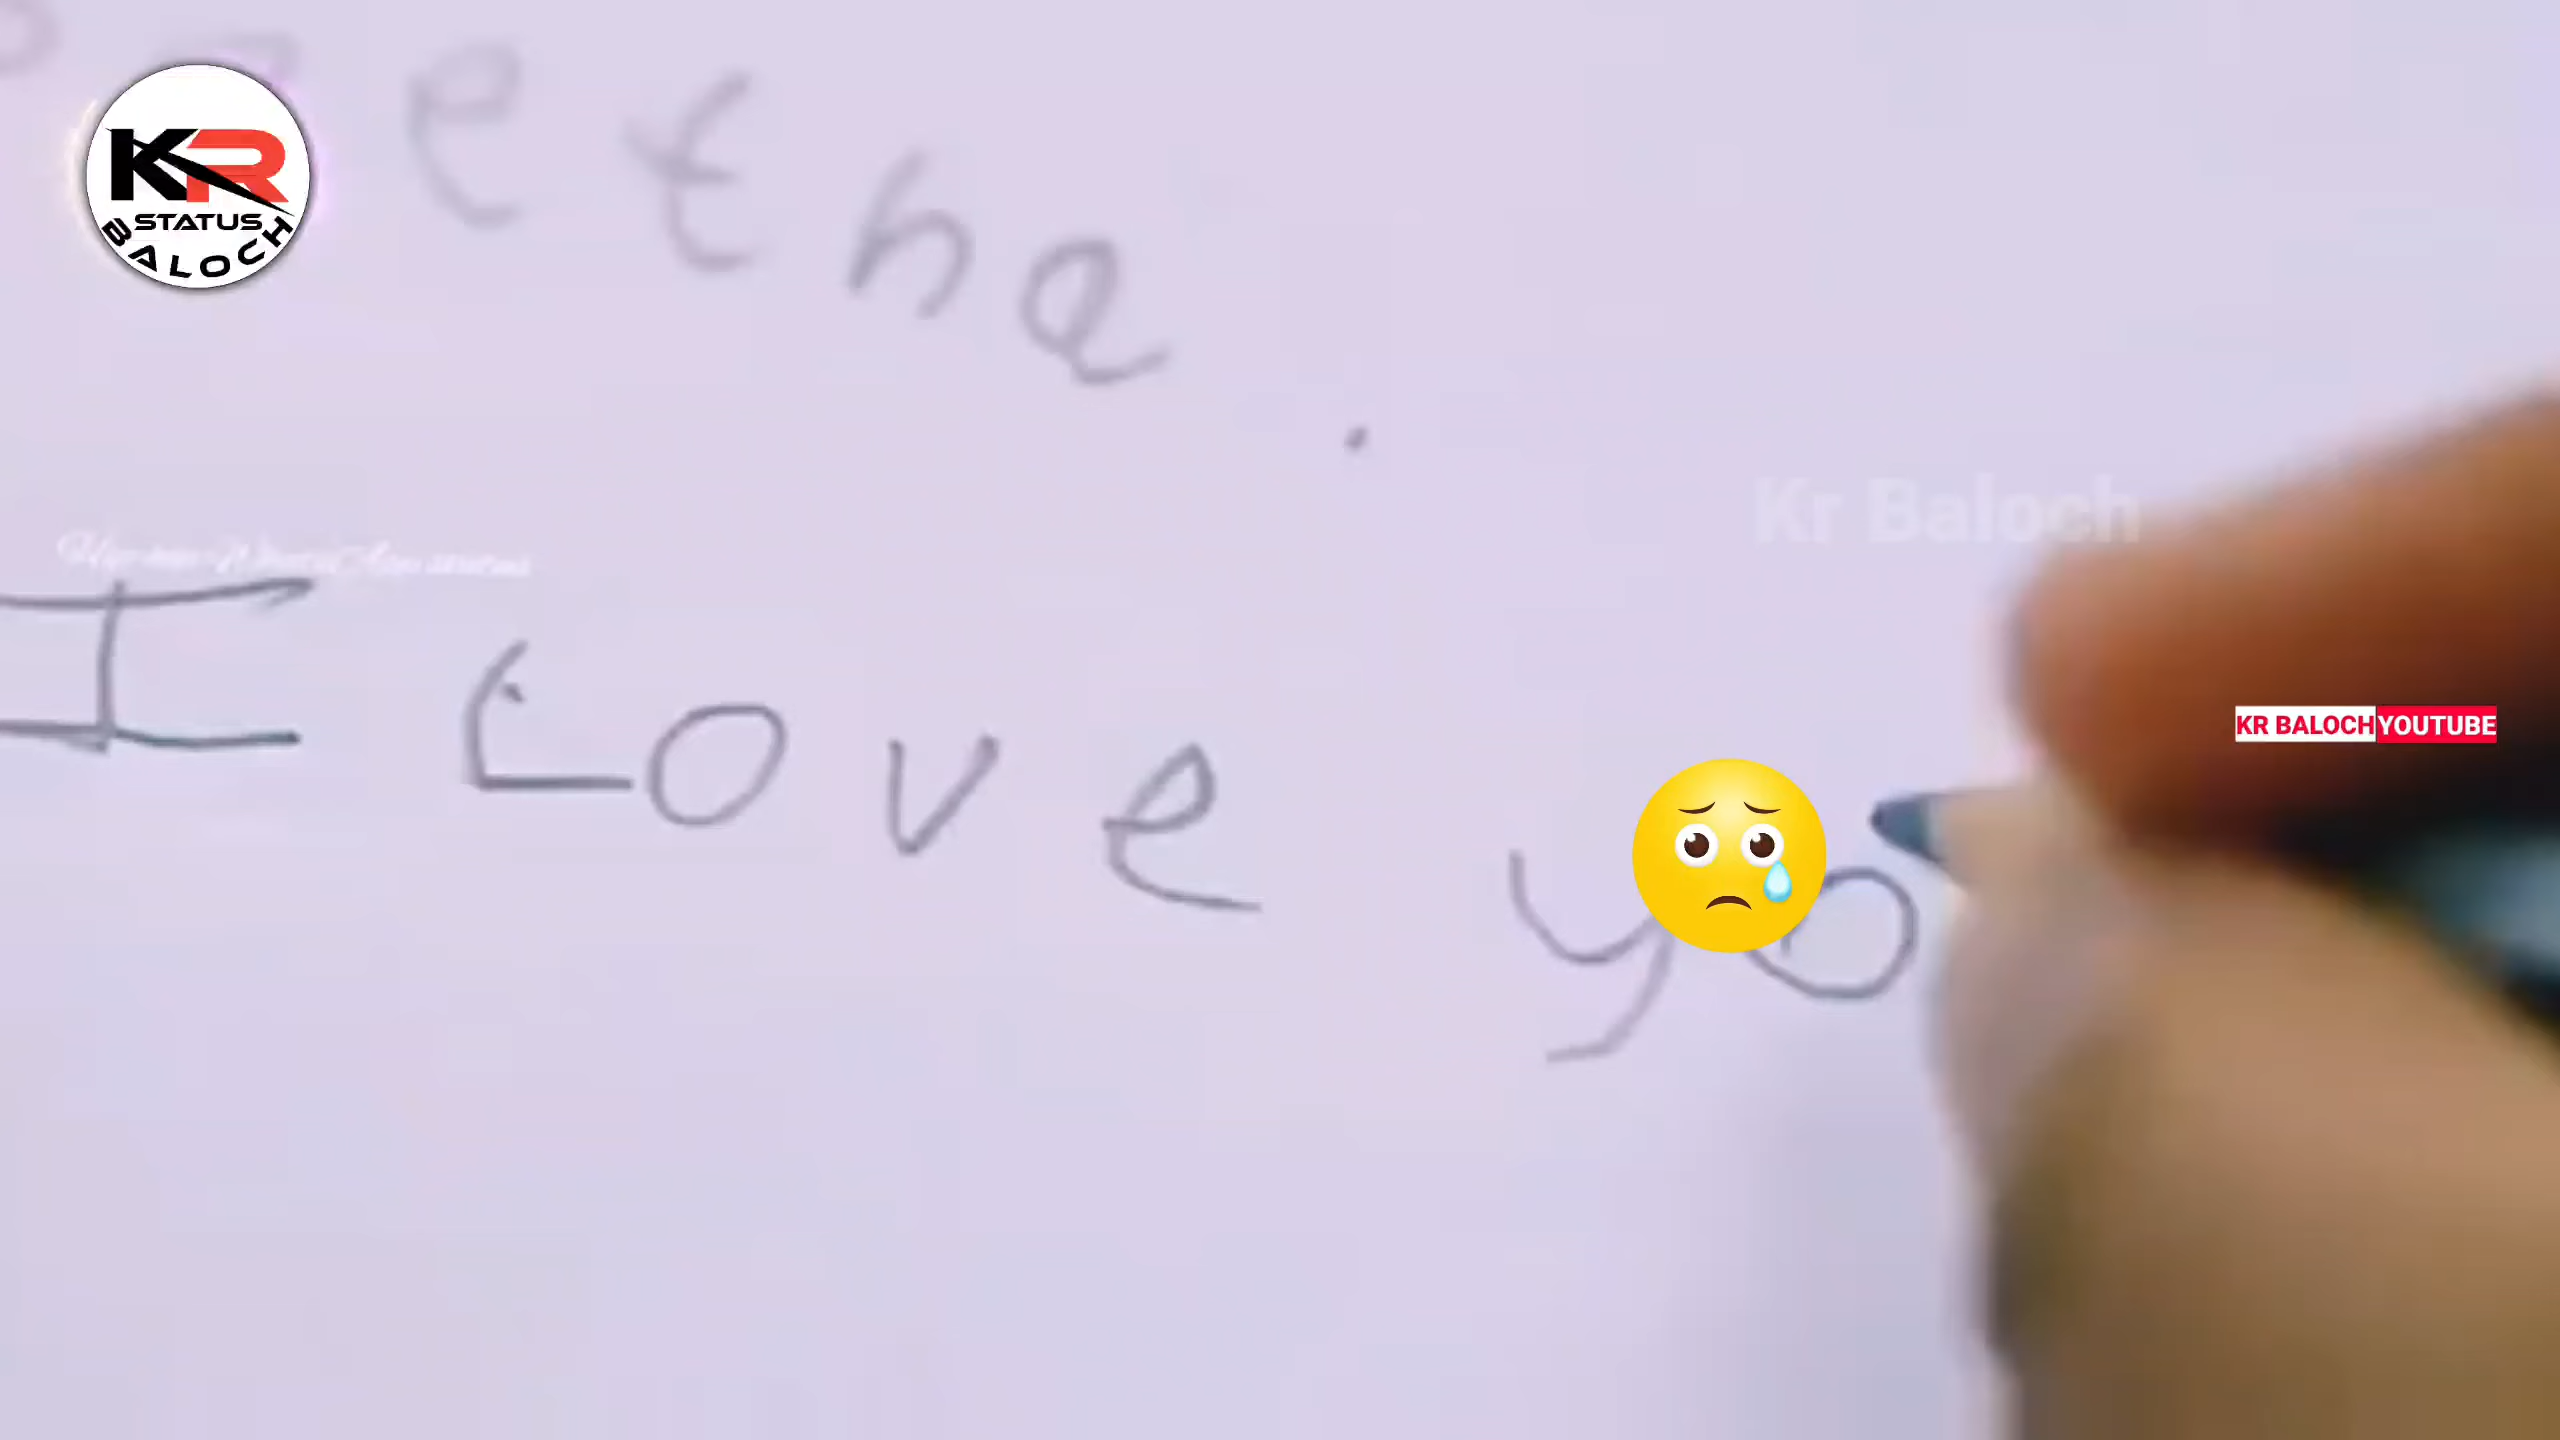 etha.
KR
STATUS
BALOCH
Kr Baloch
I Love yo
KR BALOCH YOUTUBE